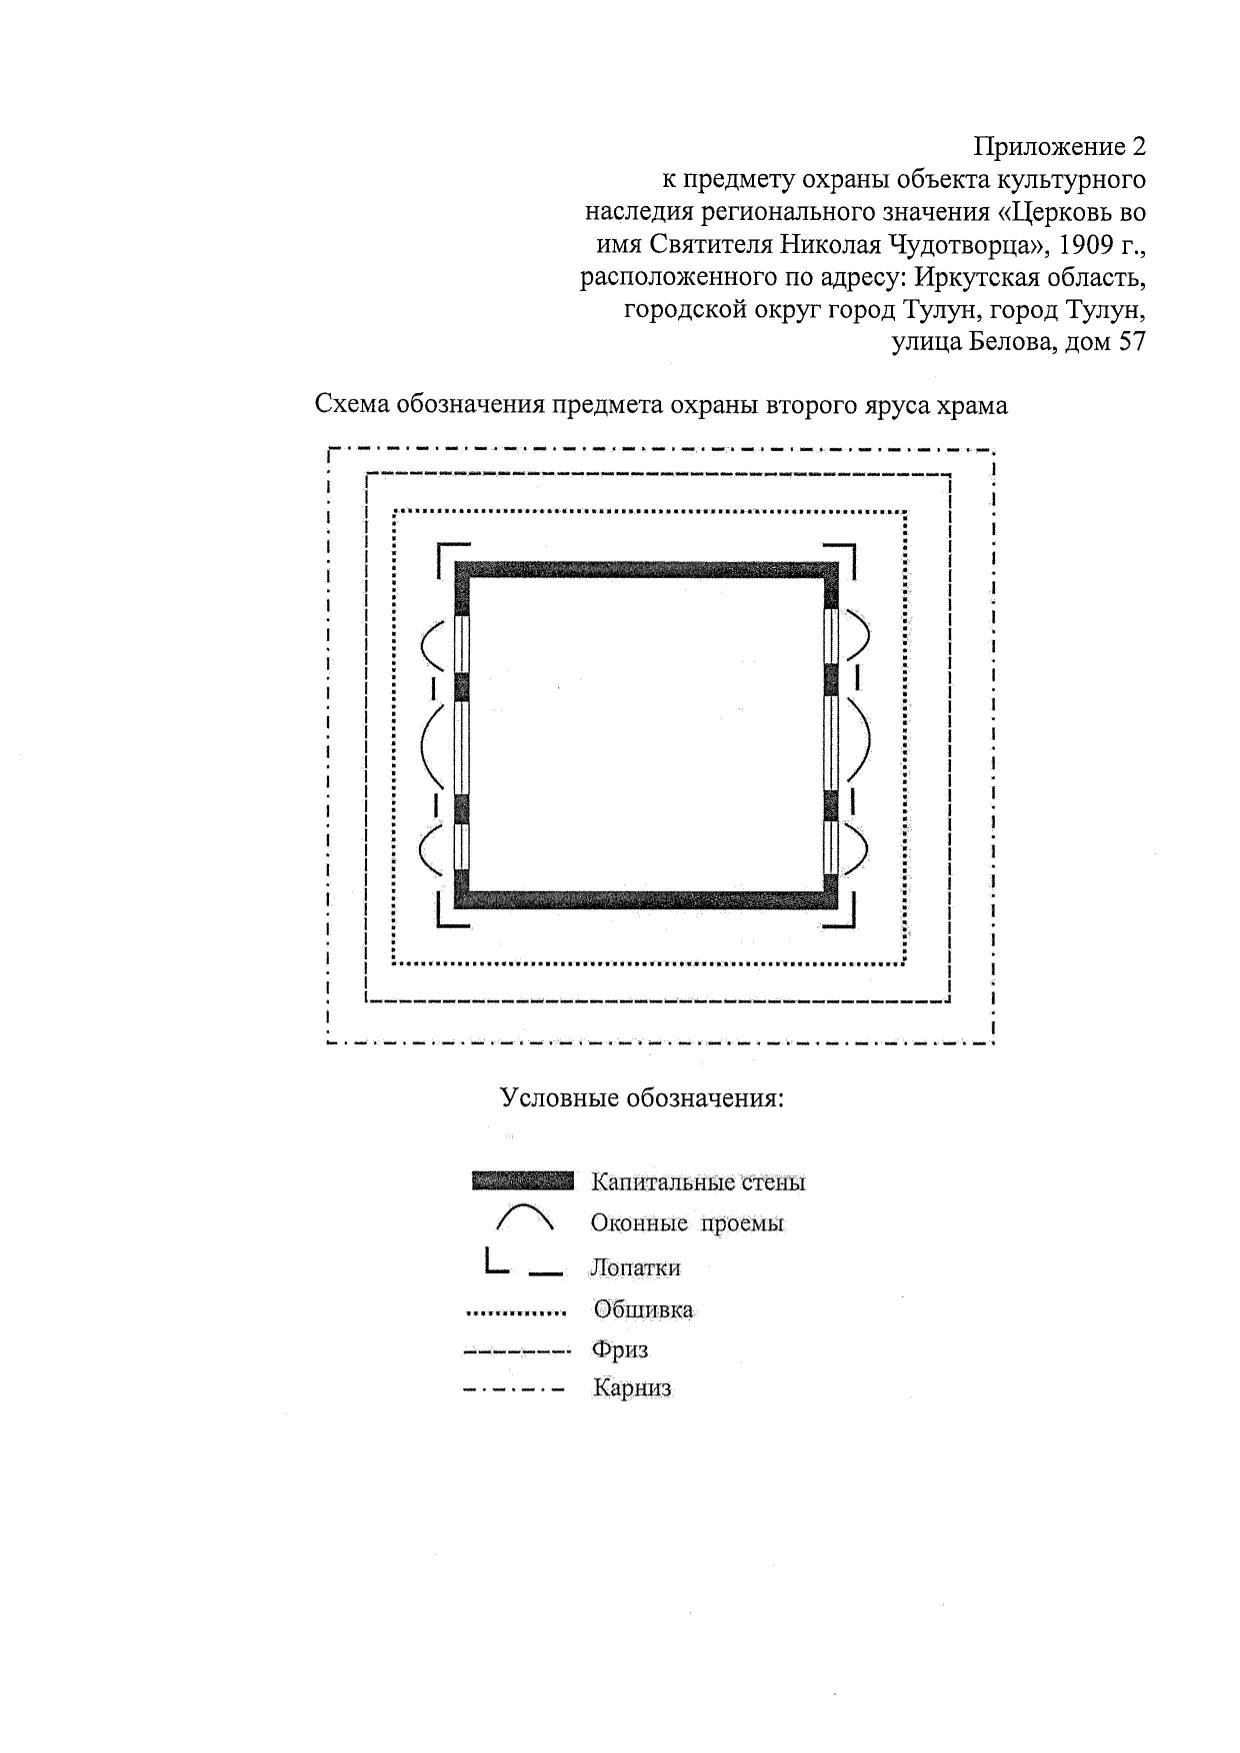 Приложение 2
к предмету охраны объекта культурного
наследия регионального значения «Церковь во
имя Святителя Николая Чудотворца», 1909 г.,
расположенного по адресу: Иркутская область,
городской округ город Тулун, город Тулун,
улица Белова, дом 57
Схема обозначения предмета охраны второго яруса храма
Условные обозначения:
Капитальные стены
Оконные проемы
Лопатки
Обшивка
Фриз
Карниз